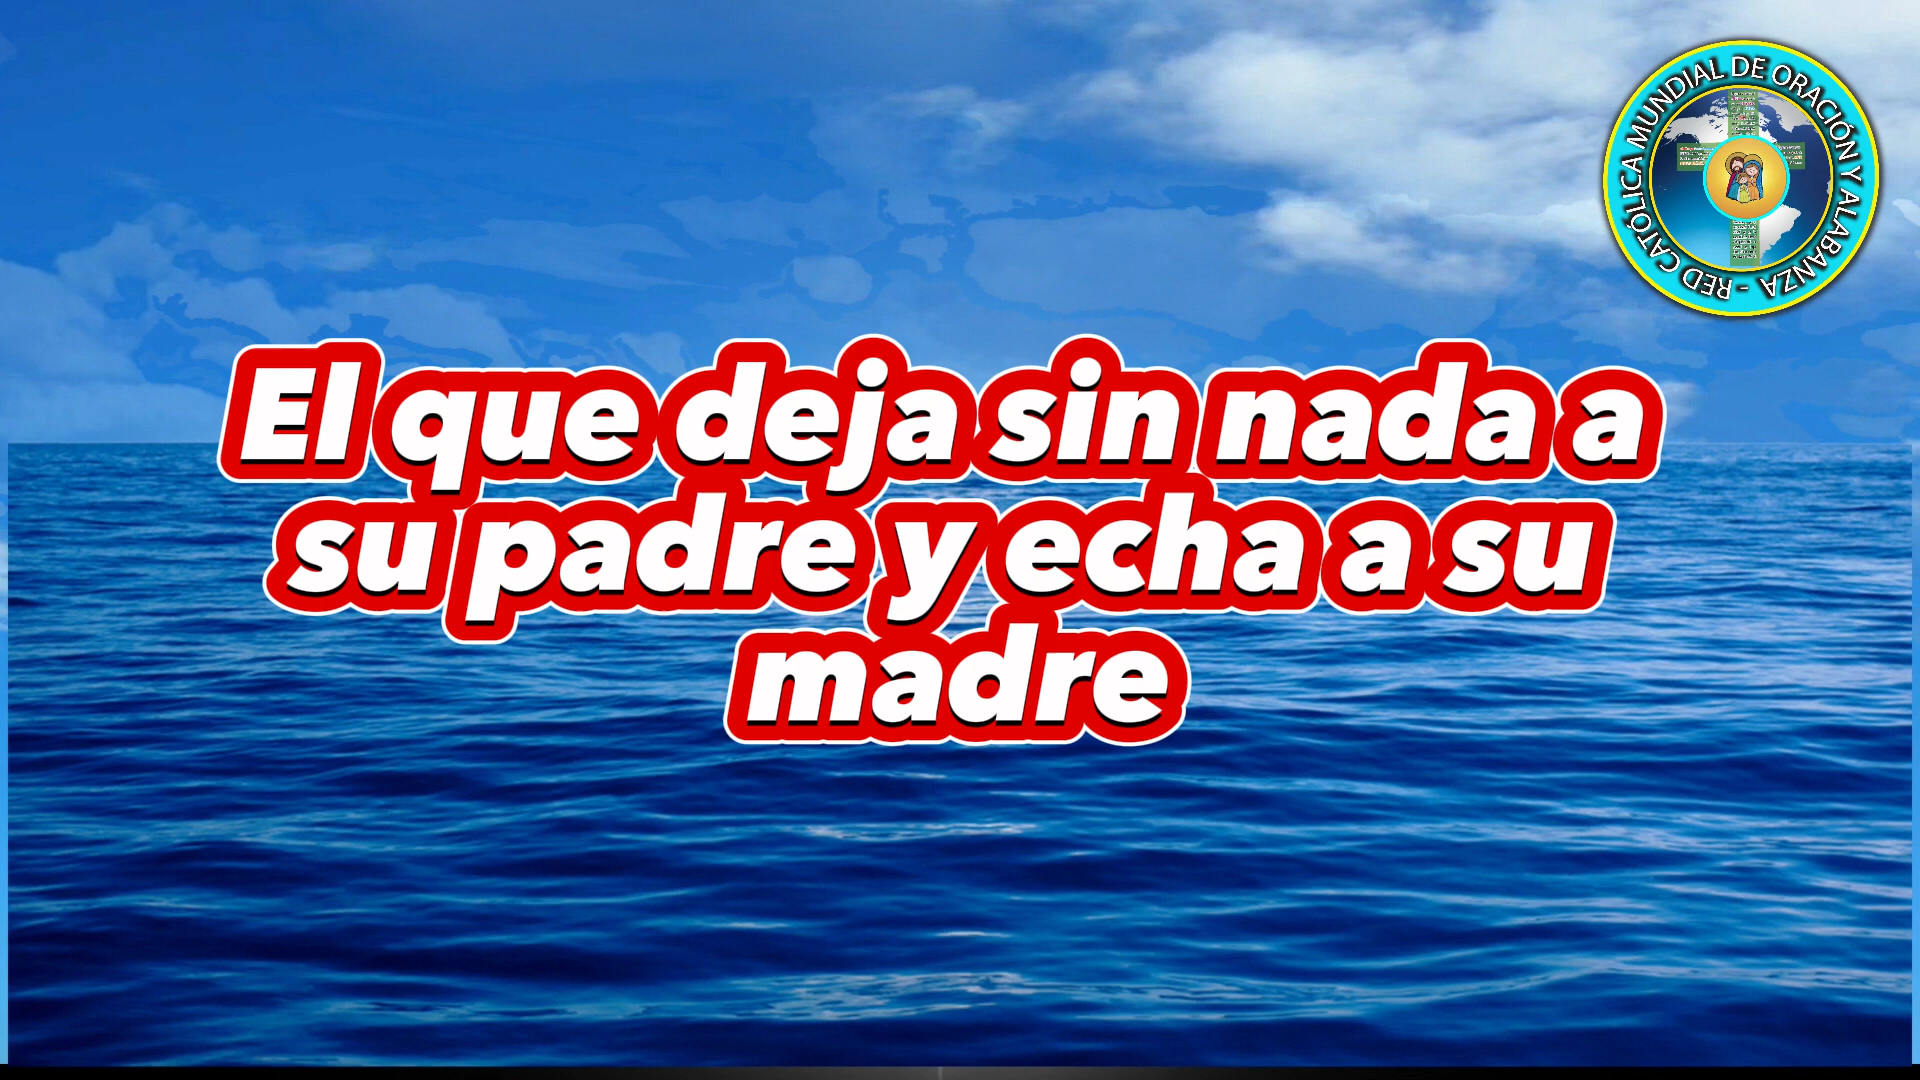 El que deja sin nada a
su padre y echa a su
madre
RED CATÓLICA MUNDIAL DE ORACIÓN Y ALABANZA -